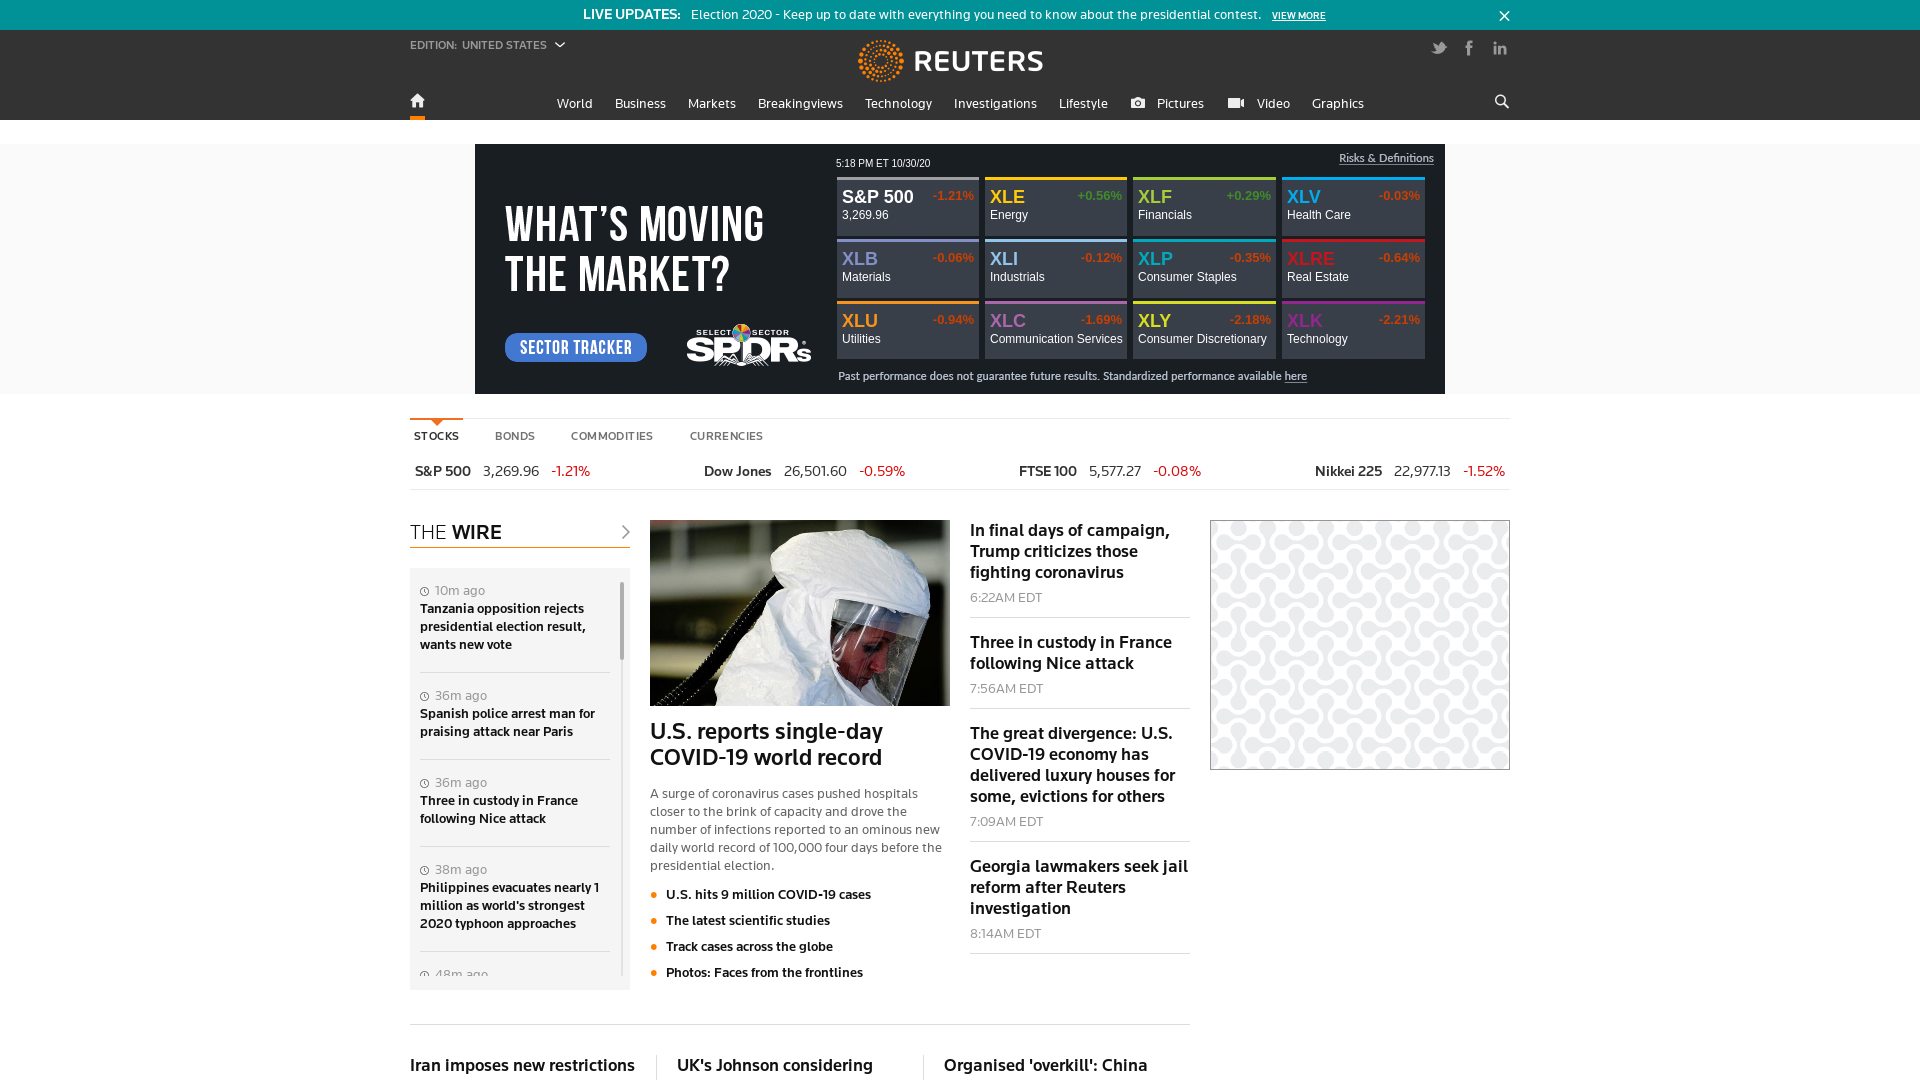 LIVE UPDATES: Election 2020 - Keep up to date with everything you need to know about the presidential contest. VIEW MORE
EDITION: UNITED STATES
REUTERS
World Business Markets Breakingviews Technology Investigations Lifestyle Pictures Video Graphics
5:18 PM ET 10/30/20
Risks & Definitions
WHAT'S MOVING
THE MARKET?
SECTOR TRACKER
SELECT SECTOR
SPDRs
S&P 500 -1.21%
3,269.96
XLE +0.56%
Energy
XLF +0.29%
Financials
XLV -0.03%
Health Care
XLB -0.06%
Materials
XLI -0.12%
Industrials
XLP -0.35%
Consumer Staples
XLRE -0.64%
Real Estate
XLU -0.94%
Utilities
XLC -1.69%
Communication Services
XLY -2.18%
Consumer Discretionary
XLK -2.21%
Technology
Past performance does not guarantee future results. Standardized performance available here
STOCKS BONDS COMMODITIES CURRENCIES
S&P 500 3,269.96 -1.21% Dow Jones 26,501.60 -0.59% FTSE 100 5,577.27 -0.08% Nikkei 225 22,977.13 -1.52%
THE WIRE
10m ago
Tanzania opposition rejects
presidential election result,
wants new vote
36m ago
Spanish police arrest man for
praising attack near Paris
36m ago
Three in custody in France
following Nice attack
38m ago
Philippines evacuates nearly 1
million as world's strongest
2020 typhoon approaches
48m ago
U.S. reports single-day
COVID-19 world record
A surge of coronavirus cases pushed hospitals
closer to the brink of capacity and drove the
number of infections reported to an ominous new
daily world record of 100,000 four days before the
presidential election.
U.S. hits 9 million COVID-19 cases
The latest scientific studies
Track cases across the globe
Photos: Faces from the frontlines
In final days of campaign,
Trump criticizes those
fighting coronavirus
6:22AM EDT
Three in custody in France
following Nice attack
7:56AM EDT
The great divergence: U.S.
COVID-19 economy has
delivered luxury houses for
some, evictions for others
7:09AM EDT
Georgia lawmakers seek jail
reform after Reuters
investigation
8:14AM EDT
Iran imposes new restrictions
UK's Johnson considering
Organised 'overkill': China